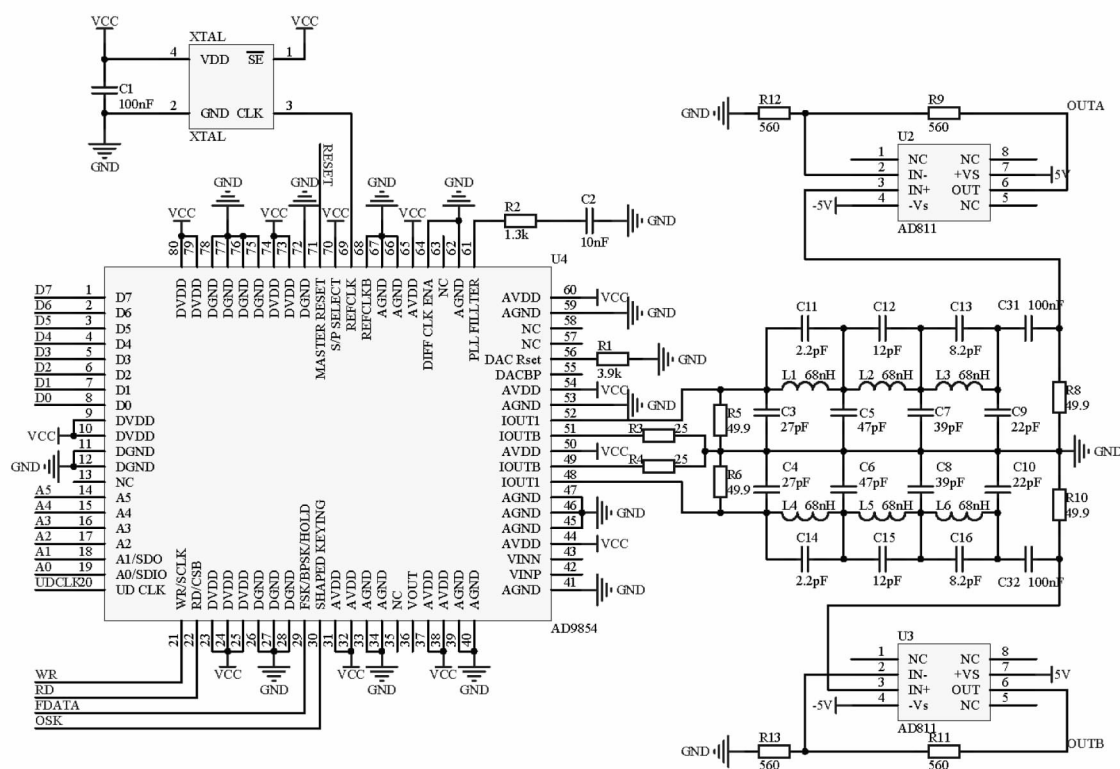 VCC
VCC
XTAL
4 VDD SE 1
C1
100nF
2 GND CLK 3
XTAL
GND
RESET
GND
GND
GND
VCC
VCC
VCC
VCC
GND
R2
1.3k
C2
10nF
GND
80 79 78 77 76 75 74 73 72 71 70 69 68 67 66 65 64 63 62 61
U4
DVDD
DVDD
DGND
DGND
DGND
DGND
DVDD
DVDD
DGND
MASTER RESET
S/P SELECT
REFCLK
REFCLKB
AGND
AGND
AVDD
DIFF CLK ENA
NC
AGND
PLL FILLTER
D7 1 D7
D6 2 D6
D5 3 D5
D4 4 D4
D3 5 D3
D2 6 D2
D1 7 D1
D0 8 D0
9 DVDD
VCC 10 DVDD
11 DGND
GND 12 DGND
13 NC
A5 14 A5
A4 15 A4
A3 16 A3
A2 17 A2
A1 18 A1/SDO
A0 19 A0/SDIO
UDCLK 20 UD CLK
AVDD 60 VCC
AGND 59 GND
NC 58
NC 57
DAC Rset 56 R1 3.9k GND
DACBP 55
AVDD 54 VCC
AGND 53 GND
IOUT1 52
IOUTB 51 R3 25
AVDD 50 VCC
IOUTB 49 R4 25
IOUT1 48
AGND 47
AGND 46 GND
AGND 45
AVDD 44 VCC
VINN 43
VINP 42
AGND 41 GND
AD9854
WR/SCLK
RD/CSB
DVDD
DVDD
DVDD
DGND
DGND
DGND
FSK/BPSK/HOLD
SHAPED KEYING
AVDD
AVDD
AGND
AGND
NC
VOUT
AVDD
AVDD
AGND
AGND
21 22 23 24 25 26 27 28 29 30 31 32 33 34 35 36 37 38 39 40
VCC
GND
VCC
GND
VCC
GND
WR
RD
FDATA
OSK
GND
R12
560
R9
560
OUTA
U2
1 NC NC 8
2 IN- +VS 7 5V
3 IN+ OUT 6
-5V 4 -Vs NC 5
AD811
C11
2.2pF
C12
12pF
C13
8.2pF
C31 100nF
L1 68nH
L2 68nH
L3 68nH
R5
49.9
C3
27pF
C5
47pF
C7
39pF
C9
22pF
R8
49.9
GND
R6
49.9
C4
27pF
C6
47pF
C8
39pF
C10
22pF
R10
49.9
L4 68nH
L5 68nH
L6 68nH
C14
2.2pF
C15
12pF
C16
8.2pF
C32 100nF
U3
1 NC NC 8
2 IN- +VS 7 5V
3 IN+ OUT 6
-5V 4 -Vs NC 5
AD811
GND
R13
560
R11
560
OUTB